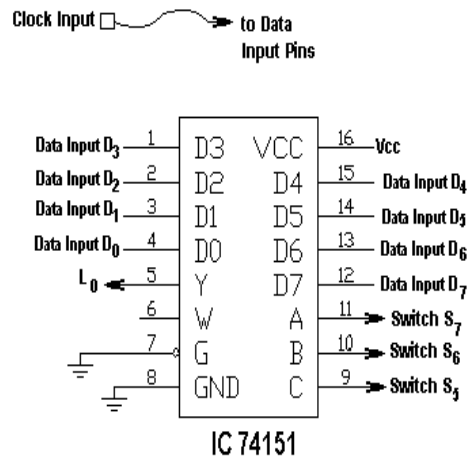 Clock Input
to Data
Input Pins
Data Input D3 1 D3 VCC 16 Vcc
Data Input D2 2 D2 D4 15 Data Input D4
Data Input D1 3 D1 D5 14 Data Input D5
Data Input D0 4 D0 D6 13 Data Input D6
L0 5 Y D7 12 Data Input D7
6 W A 11 Switch S7
7 G B 10 Switch S6
8 GND C 9 Switch S5
IC 74151